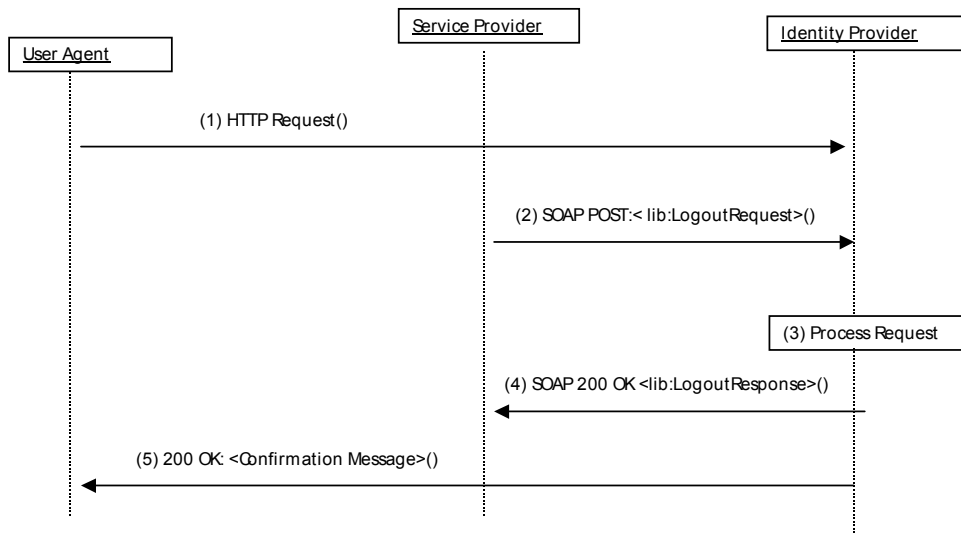 Service Provider
Identity Provider
User Agent
(1) HTTP Request()
(2) SOAP POST:< lib:LogoutRequest>()
(3) Process Request
(4) SOAP 200 OK <lib:LogoutResponse>()
(5) 200 OK: <Confirmation Message>()